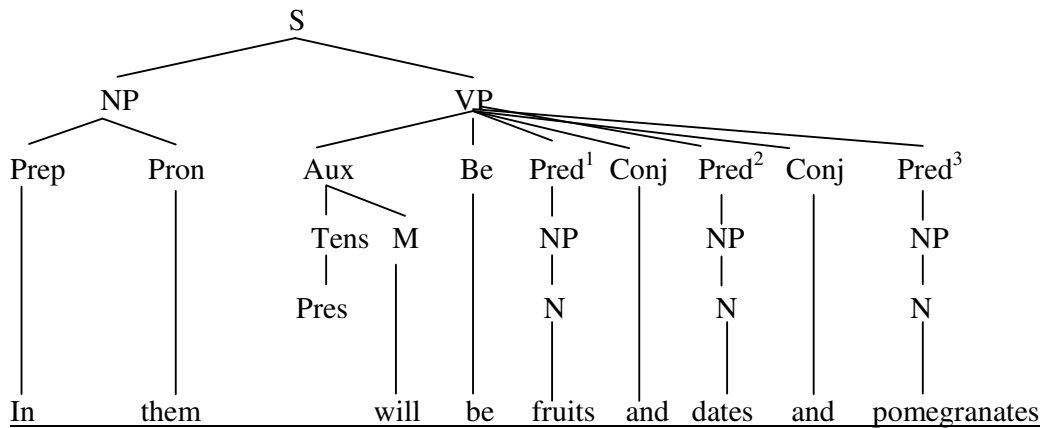 S
NP VP
Prep Pron Aux Be Pred¹ Conj Pred² Conj Pred³
Tens M NP NP NP
Pres N N N
In them will be fruits and dates and pomegranates